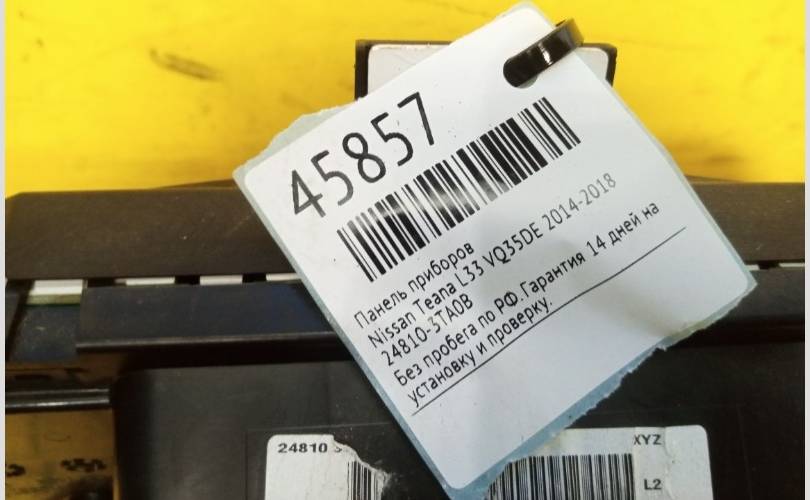 45857
Панель приборов
Nissan Teana L33 VQ35DE 2014-2018
24810-3TA0B
Без пробега по РФ.Гарантия 14 дней на
установку и проверку.
24810
XYZ
L2